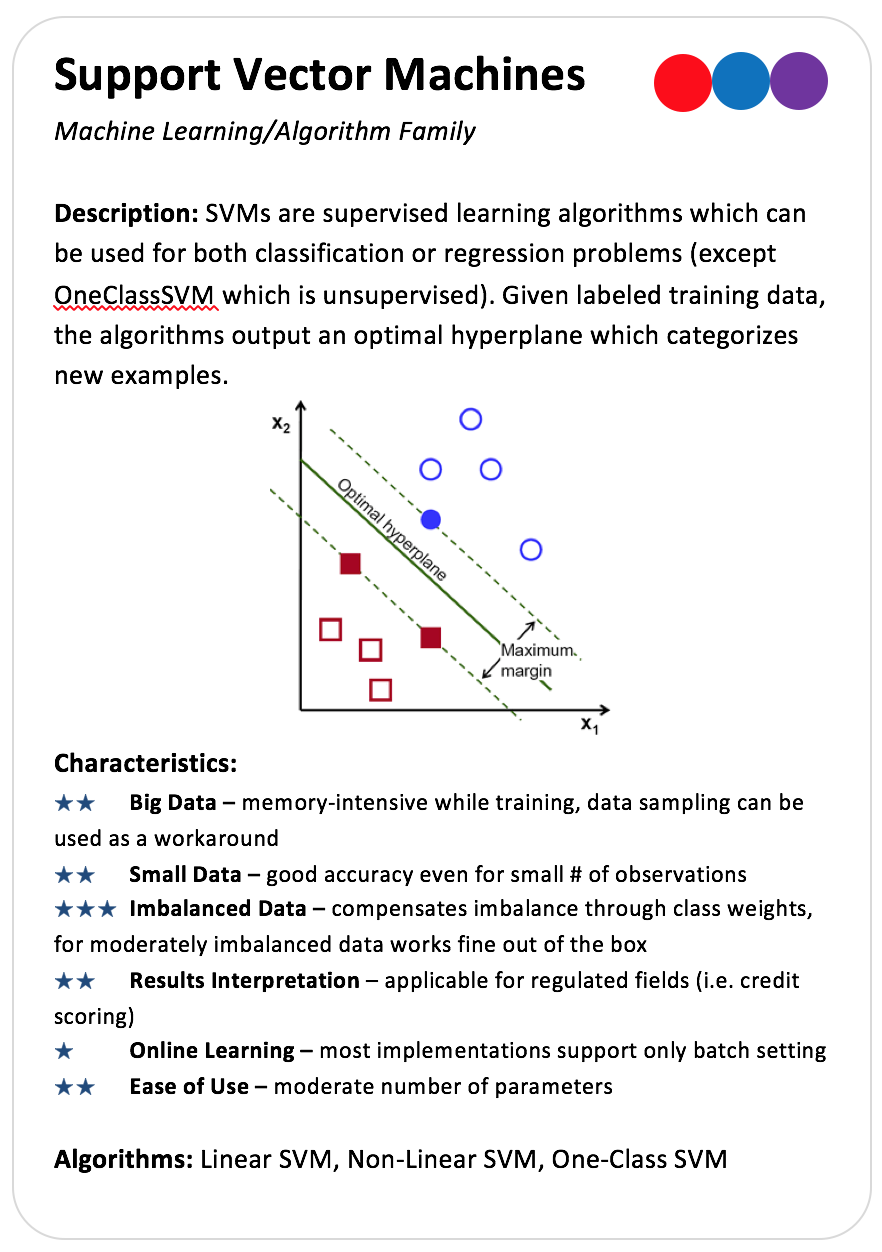 Support Vector Machines
Machine Learning/Algorithm Family
Description: SVMs are supervised learning algorithms which can
be used for both classification or regression problems (except
OneClassSVM which is unsupervised). Given labeled training data,
the algorithms output an optimal hyperplane which categorizes
new examples.
X₂
Optimal hyperplane
Maximum
margin
X₁
Characteristics:
★★ Big Data – memory-intensive while training, data sampling can be
used as a workaround
★★ Small Data – good accuracy even for small # of observations
★★★ Imbalanced Data – compensates imbalance through class weights,
for moderately imbalanced data works fine out of the box
★★ Results Interpretation – applicable for regulated fields (i.e. credit
scoring)
★ Online Learning – most implementations support only batch setting
★★ Ease of Use – moderate number of parameters
Algorithms: Linear SVM, Non-Linear SVM, One-Class SVM